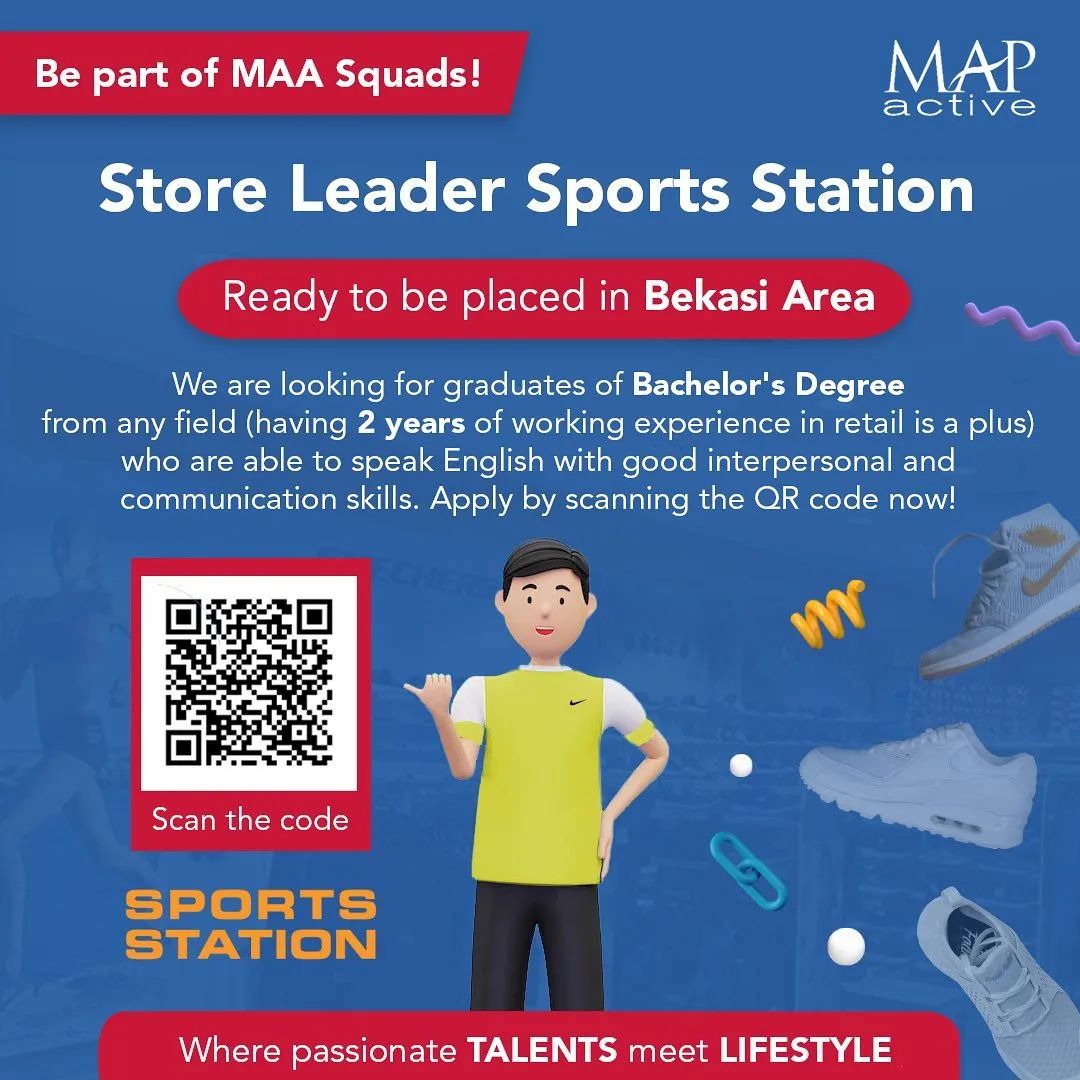 Be part of MAA Squads!
MAP
active
Store Leader Sports Station
Ready to be placed in Bekasi Area
We are looking for graduates of Bachelor's Degree
from any field (having 2 years of working experience in retail is a plus)
who are able to speak English with good interpersonal and
communication skills. Apply by scanning the QR code now!
Scan the code
SPORTS
STATION
Where passionate TALENTS meet LIFESTYLE